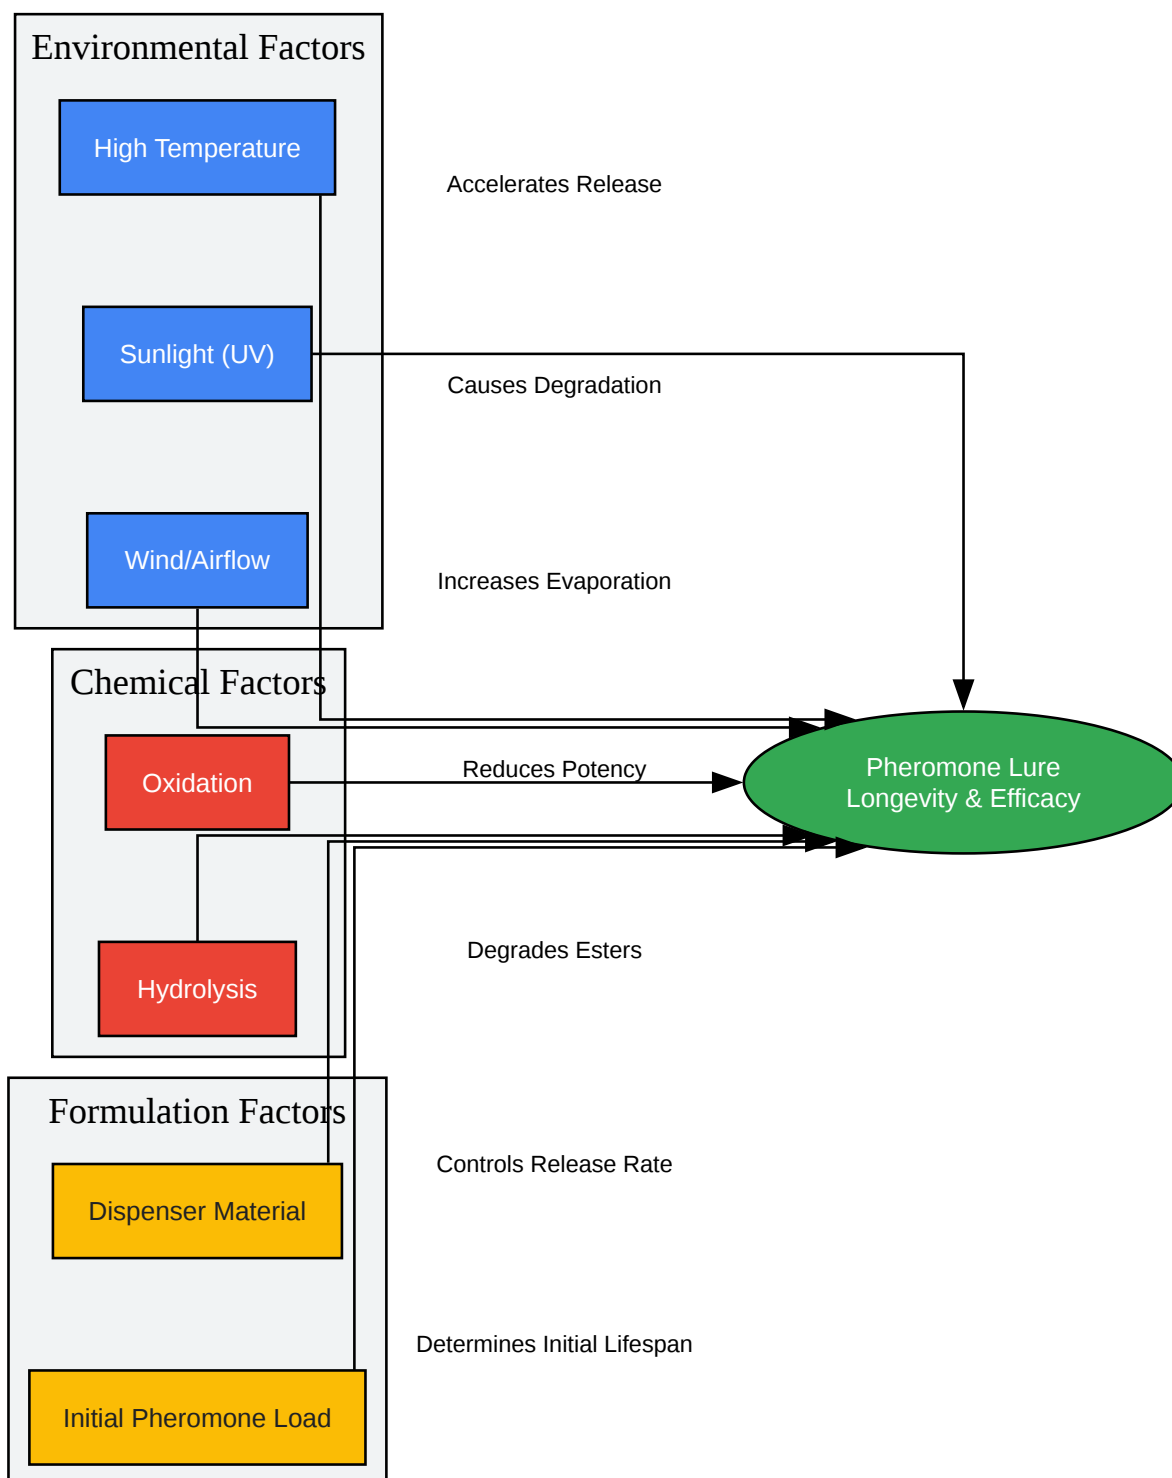 Environmental Factors
High Temperature
Accelerates Release
Sunlight (UV)
Causes Degradation
Wind/Airflow
Increases Evaporation
Chemical Factors
Oxidation
Reduces Potency
Pheromone Lure
Longevity & Efficacy
Degrades Esters
Hydrolysis
Formulation Factors
Controls Release Rate
Dispenser Material
Determines Initial Lifespan
Initial Pheromone Load